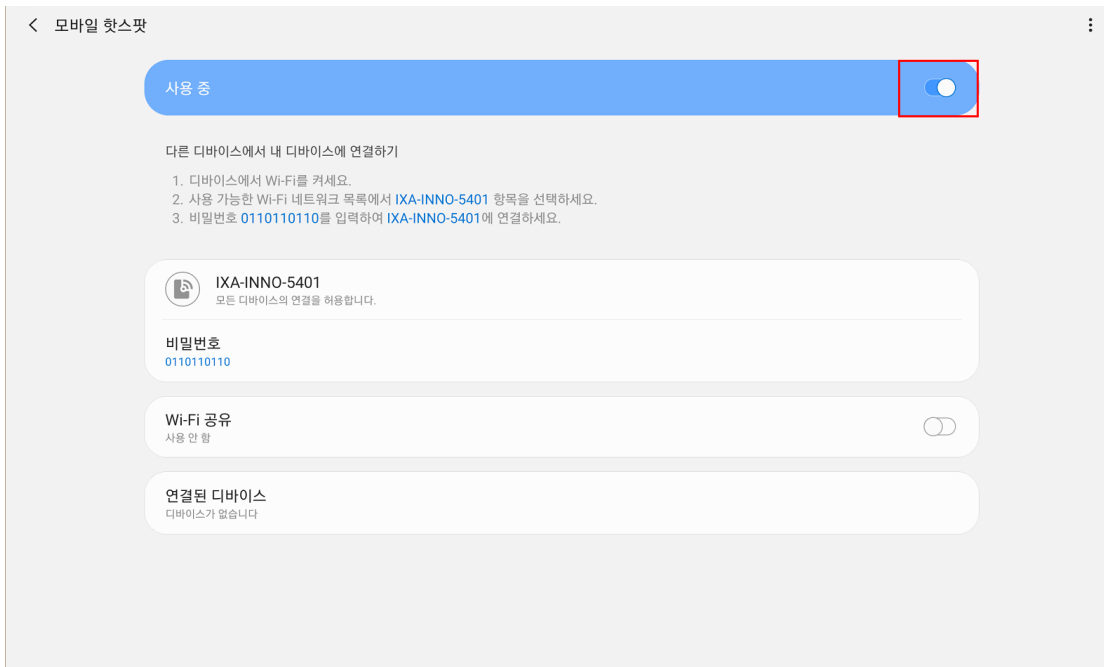 모바일 핫스팟
사용 중
다른 디바이스에서 내 디바이스에 연결하기
1. 디바이스에서 Wi-Fi를 켜세요.
2. 사용 가능한 Wi-Fi 네트워크 목록에서 IXA-INNO-5401 항목을 선택하세요.
3. 비밀번호 0110110110를 입력하여 IXA-INNO-5401에 연결하세요.
IXA-INNO-5401
모든 디바이스의 연결을 허용합니다.
비밀번호
0110110110
Wi-Fi 공유
사용 안 함
연결된 디바이스
디바이스가 없습니다